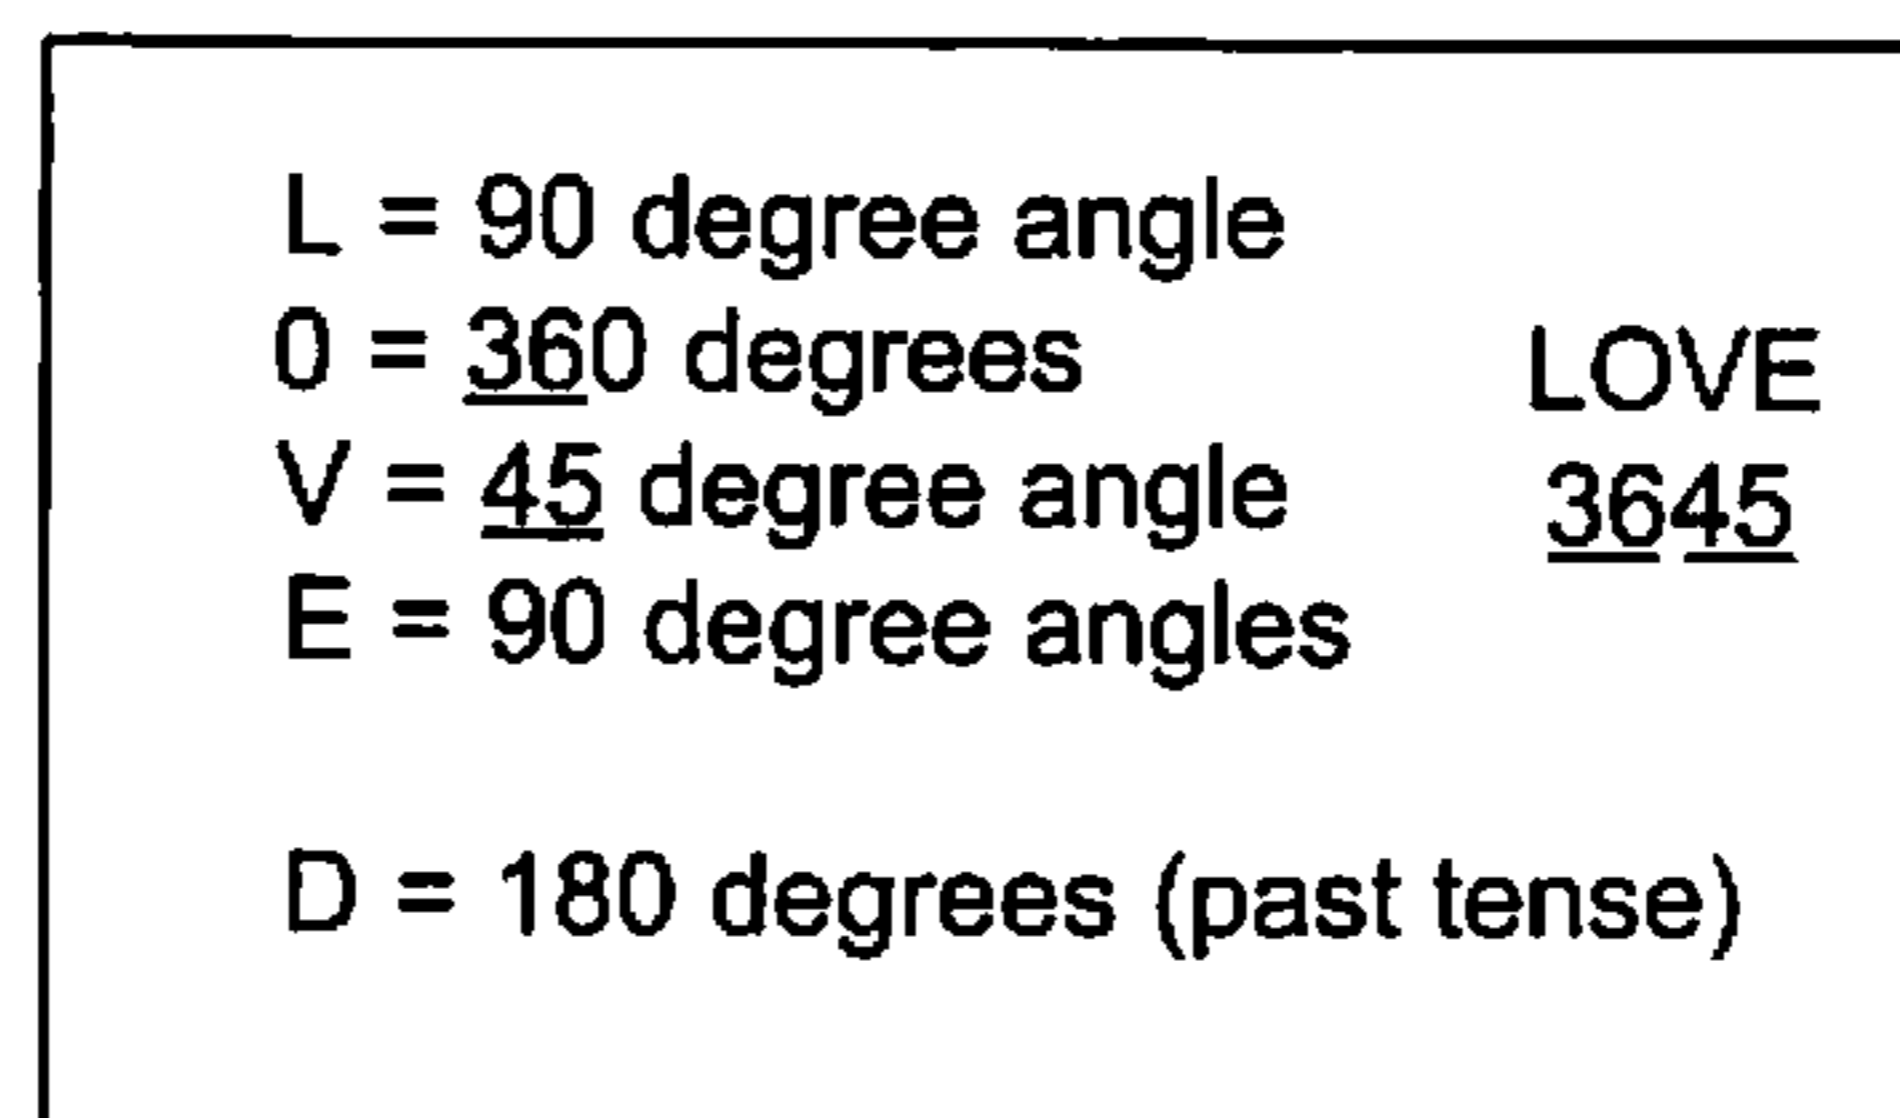 L = 90 degree angle
0 = 360 degrees
V = 45 degree angle
E = 90 degree angles
D = 180 degrees (past tense)
LOVE
3645